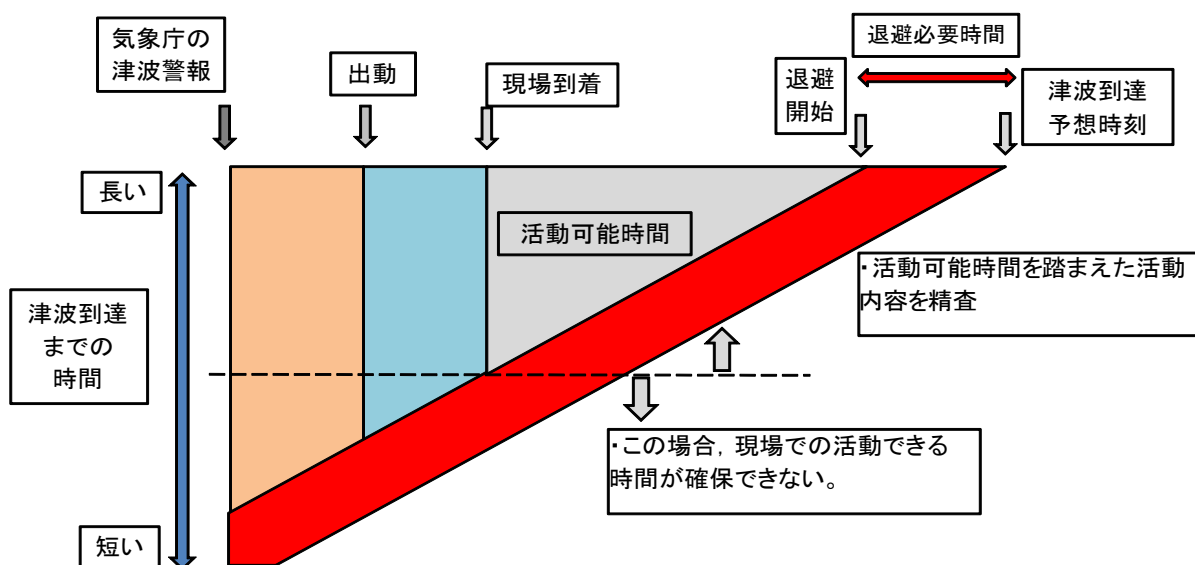 気象庁の
津波警報
出動
現場到着
退避
開始
退避必要時間
津波到達
予想時刻
長い
活動可能時間
・活動可能時間を踏まえた活動
内容を精査
津波到達
までの
時間
・この場合，現場での活動できる
時間が確保できない。
短い